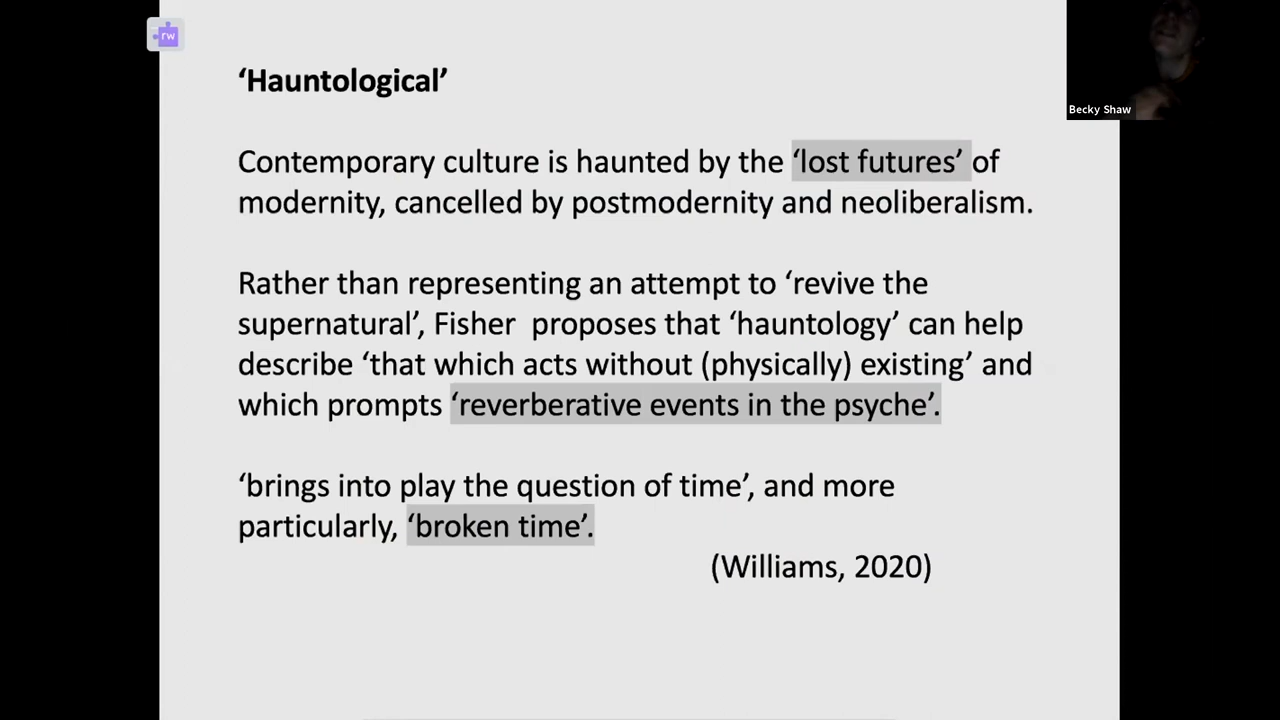 rw
‘Hauntological’
Becky Shaw
Contemporary culture is haunted by the ‘lost futures’ of
modernity, cancelled by postmodernity and neoliberalism.
Rather than representing an attempt to ‘revive the
supernatural’, Fisher  proposes that ‘hauntology’ can help
describe ‘that which acts without (physically) existing’ and
which prompts ‘reverberative events in the psyche’.
‘brings into play the question of time’, and more
particularly, ‘broken time’.
(Williams, 2020)